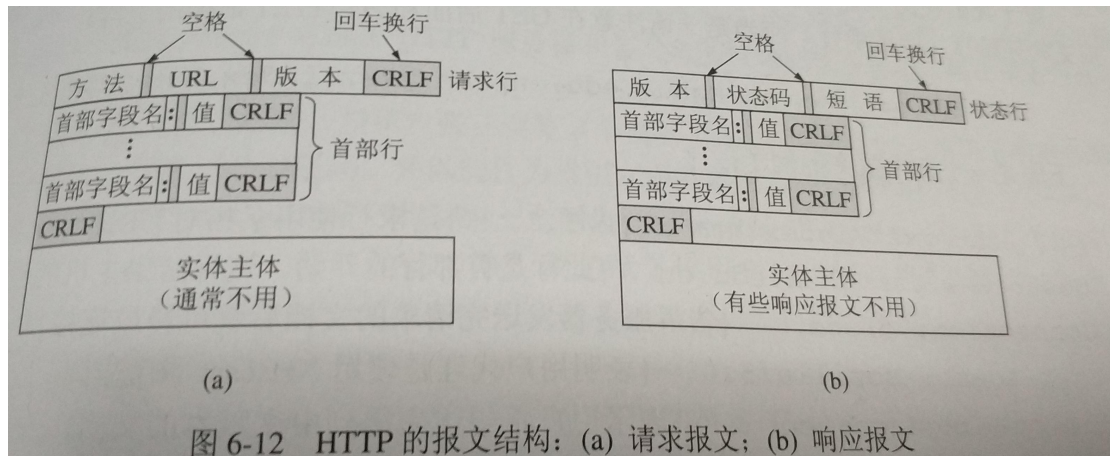 空格 回车换行
方法 URL 版本 CRLF 请求行
首部字段名: 值 CRLF
⋮
首部字段名: 值 CRLF
首部行
CRLF
实体主体
（通常不用）
(a)
空格 回车换行
版本 状态码 短语 CRLF 状态行
首部字段名: 值 CRLF
⋮
首部字段名: 值 CRLF
首部行
CRLF
实体主体
（有些响应报文不用）
(b)
图 6-12 HTTP 的报文结构：(a) 请求报文；(b) 响应报文